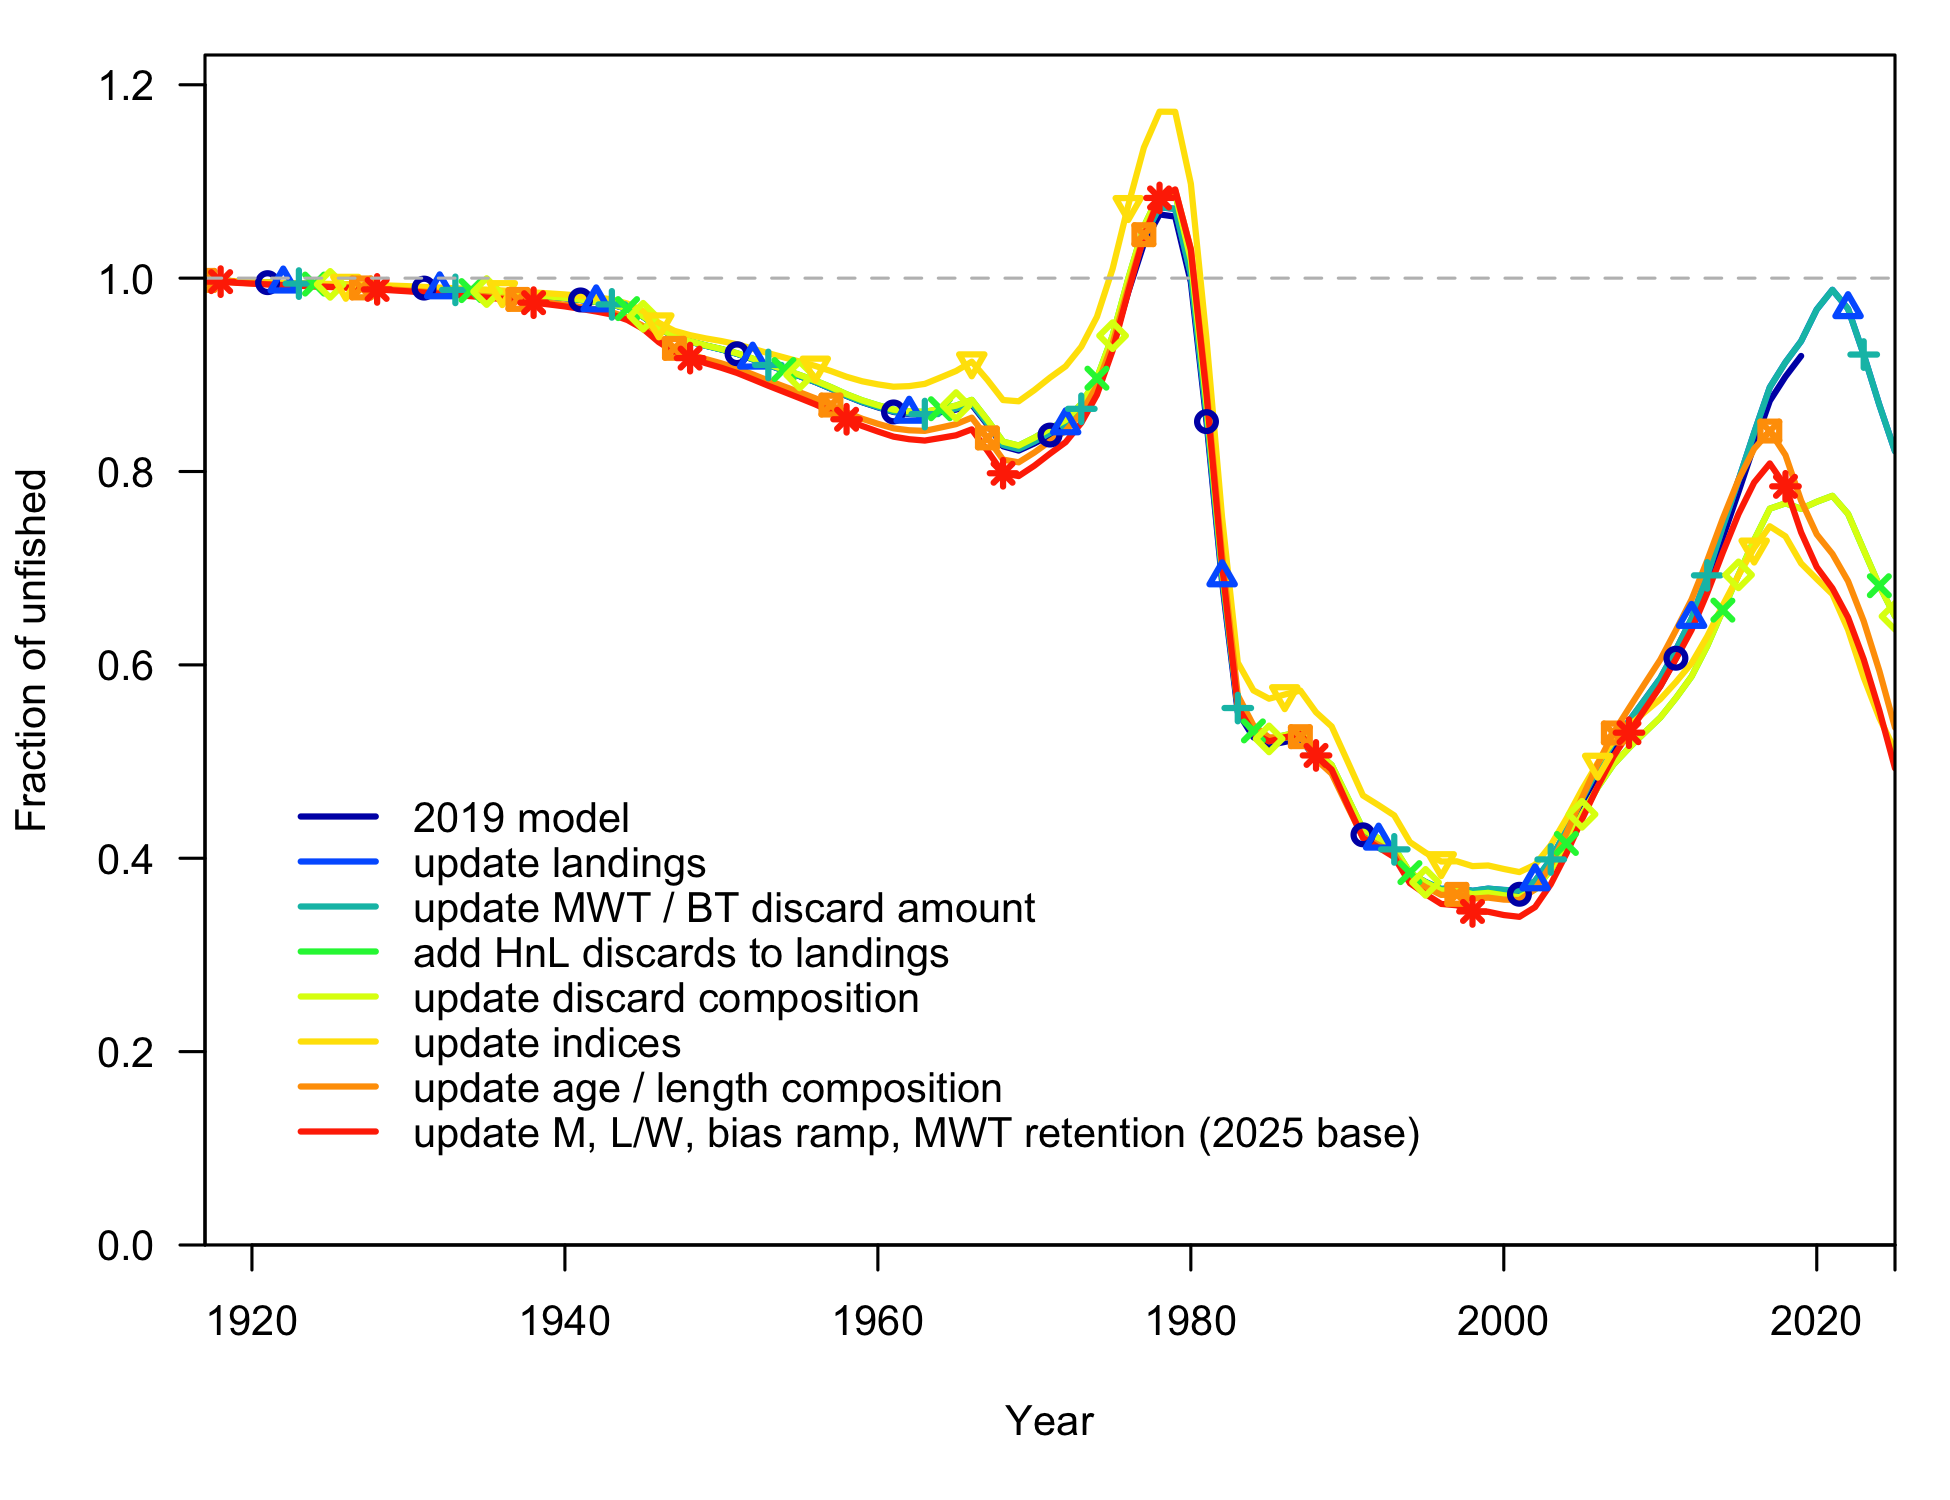 1.2
1.0
0.8
0.6
0.4
0.2
0.0
Fraction of unfished
2019 model
update landings
update MWT / BT discard amount
add HnL discards to landings
update discard composition
update indices
update age / length composition
update M, L/W, bias ramp, MWT retention (2025 base)
1920 1940 1960 1980 2000 2020
Year